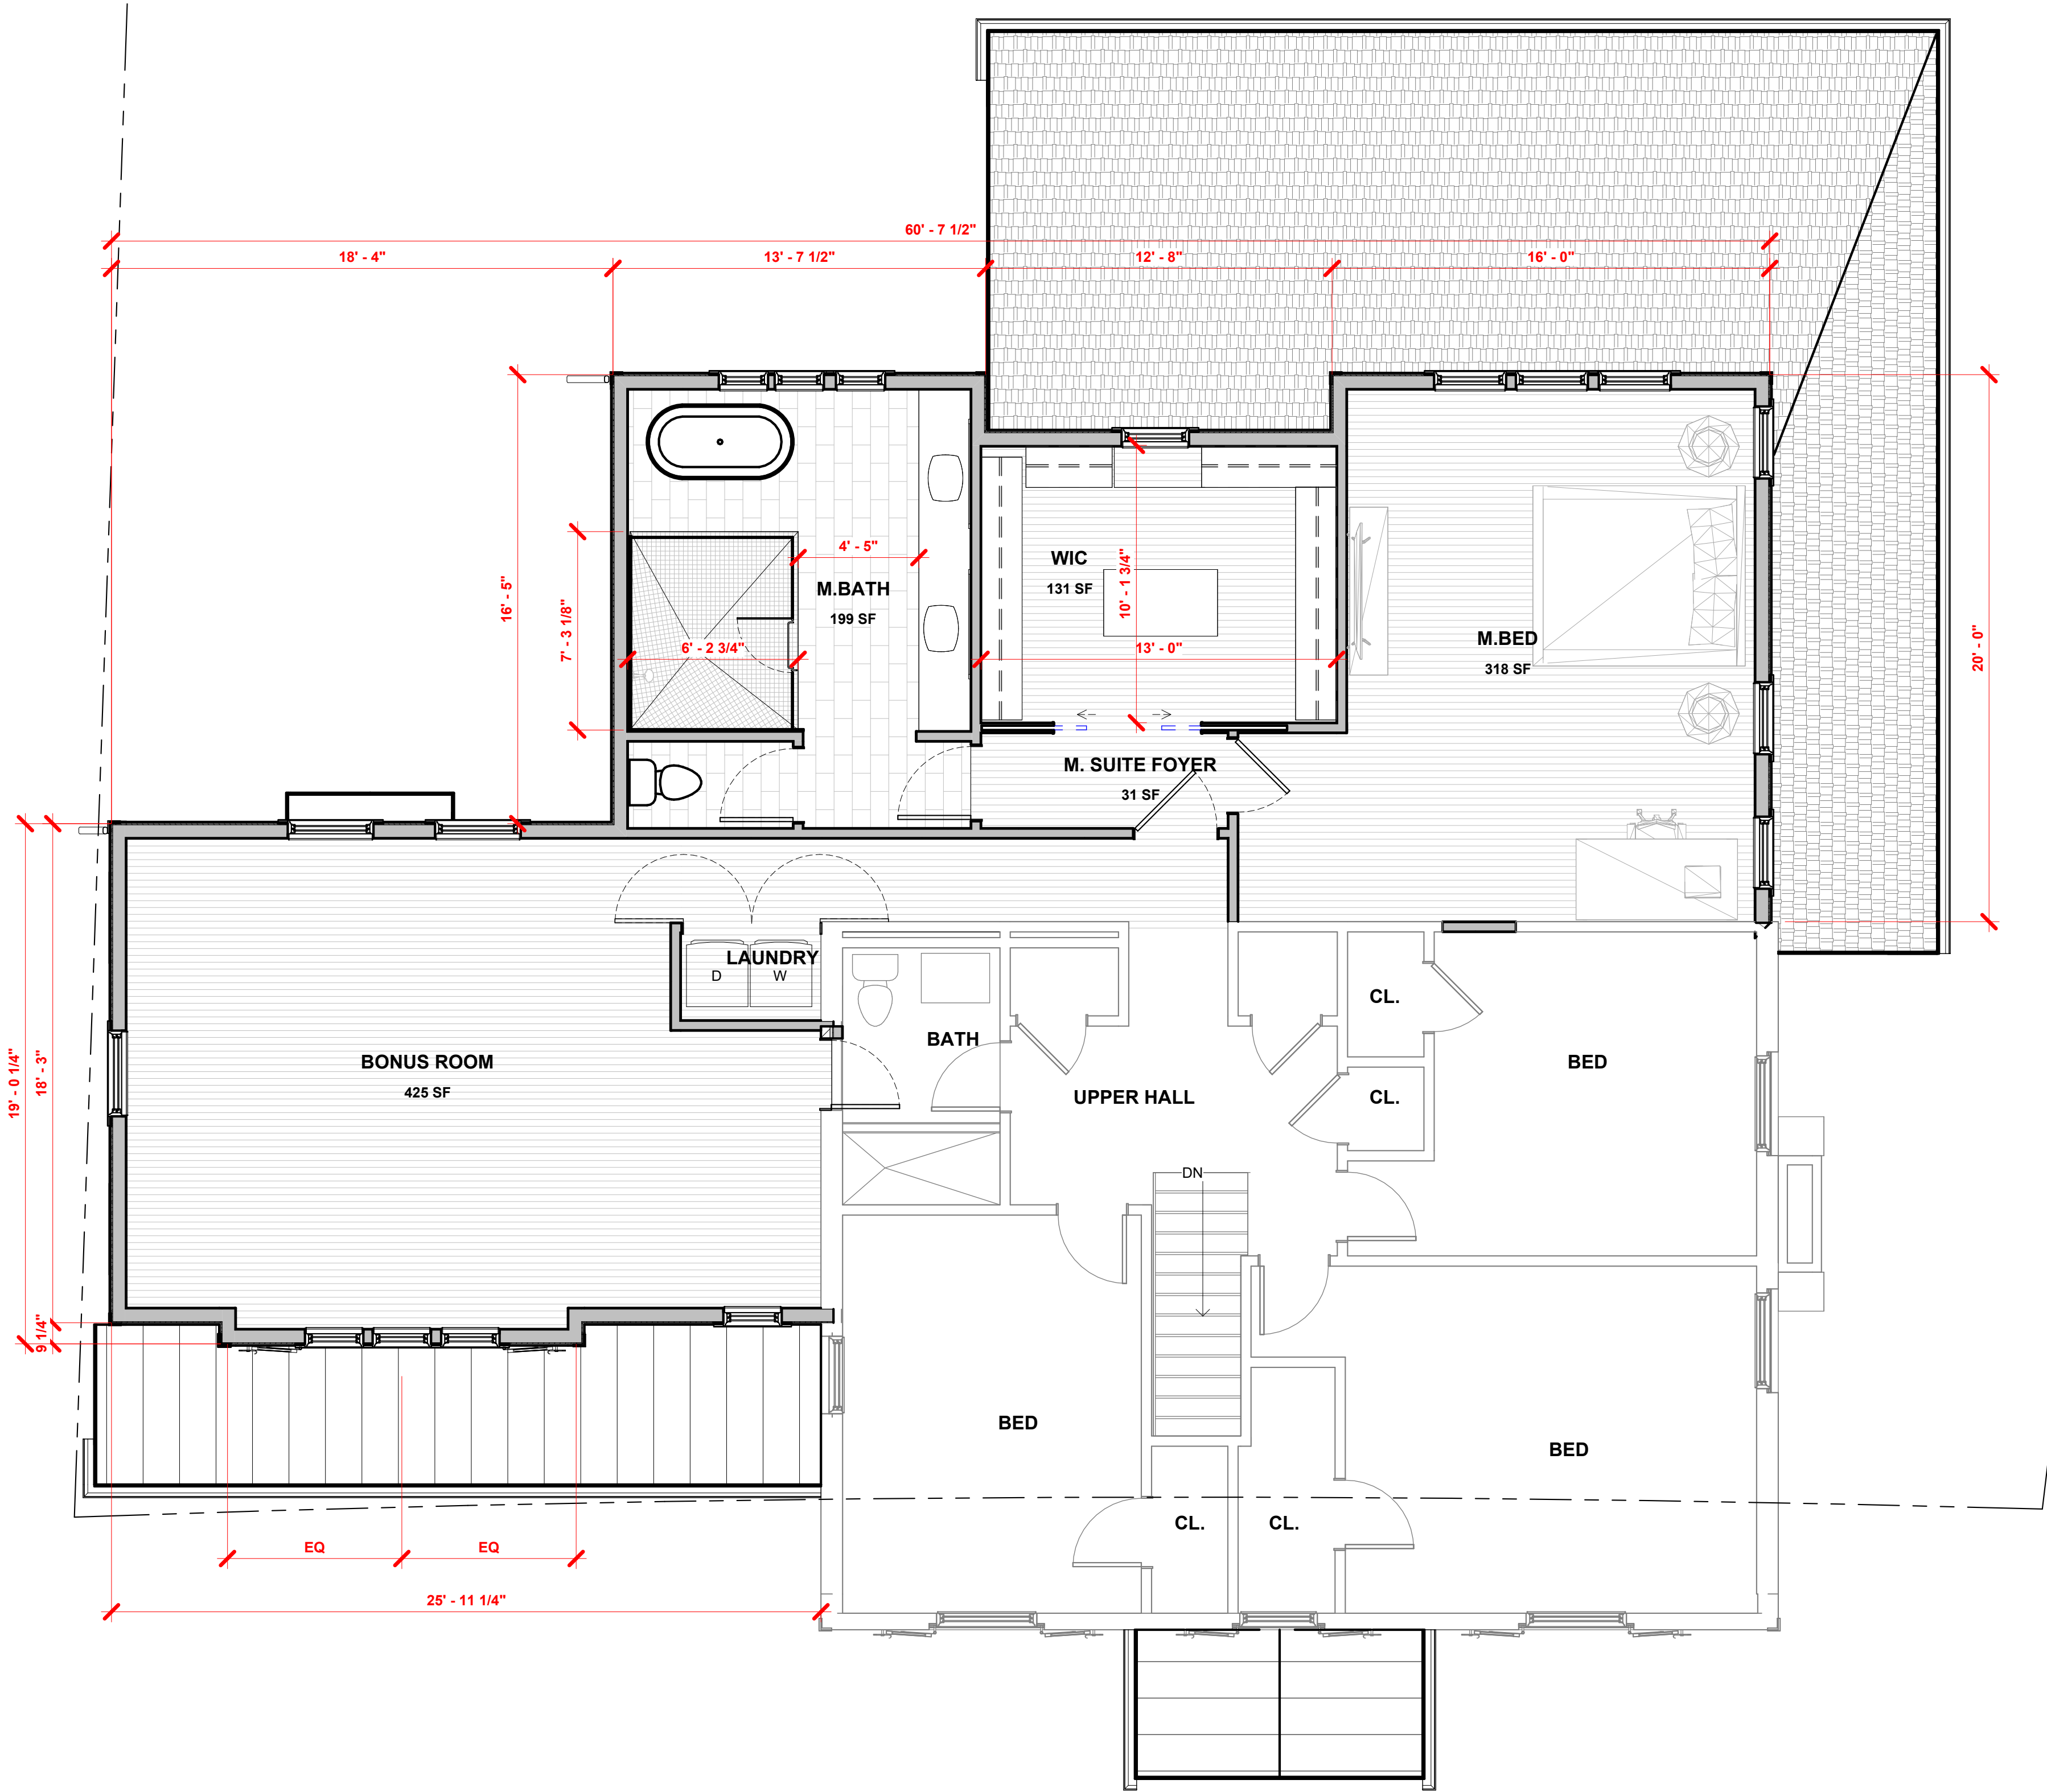 60' - 7 1/2"
18' - 4"
13' - 7 1/2"
12' - 8"
16' - 0"
16' - 5"
7' - 3 1/8"
4' - 5"
M.BATH
199 SF
6' - 2 3/4"
WIC
131 SF
10' - 1 3/4"
13' - 0"
M.BED
318 SF
20' - 0"
M. SUITE FOYER
31 SF
LAUNDRY
D
W
BATH
CL.
BONUS ROOM
425 SF
19' - 0 1/4"
18' - 3"
9 1/4"
UPPER HALL
CL.
BED
DN
BED
BED
CL.
CL.
EQ
EQ
25' - 11 1/4"